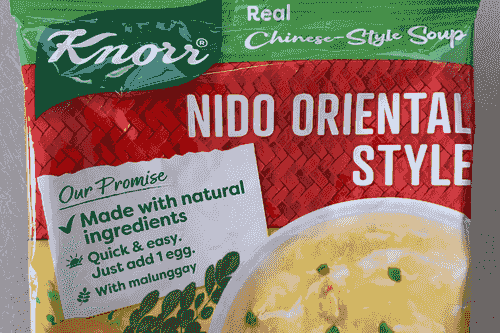 Knorr®
Real
Chinese-Style Soup
NIDO ORIENTAL
STYLE
Our Promise
Made with natural
ingredients
Quick & easy.
Just add 1 egg.
With malunggay